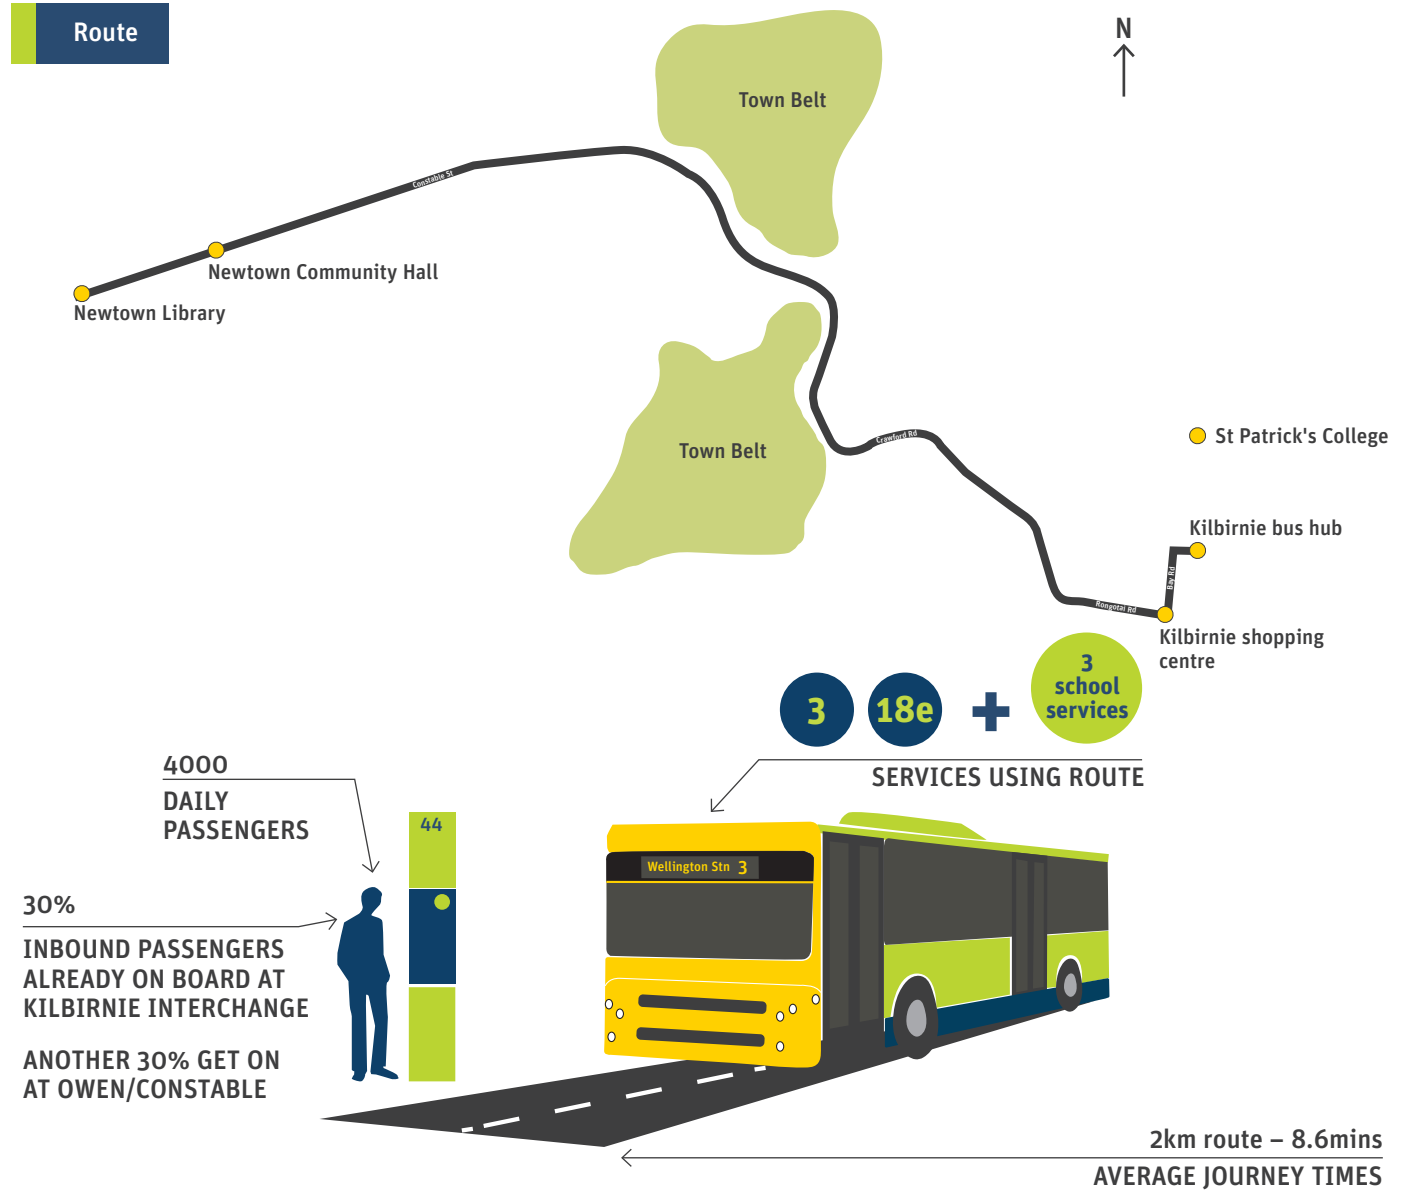 Route
N
Town Belt
Constable St
Newtown Community Hall
Newtown Library
Town Belt
Crawford Rd
St Patrick's College
Kilbirnie bus hub
Bay Rd
Rongotai Rd
Kilbirnie shopping
centre
3
18e
+
3
school
services
SERVICES USING ROUTE
4000
DAILY
PASSENGERS
44
Wellington Stn 3
30%
INBOUND PASSENGERS
ALREADY ON BOARD AT
KILBIRNIE INTERCHANGE
ANOTHER 30% GET ON
AT OWEN/CONSTABLE
2km route – 8.6mins
AVERAGE JOURNEY TIMES